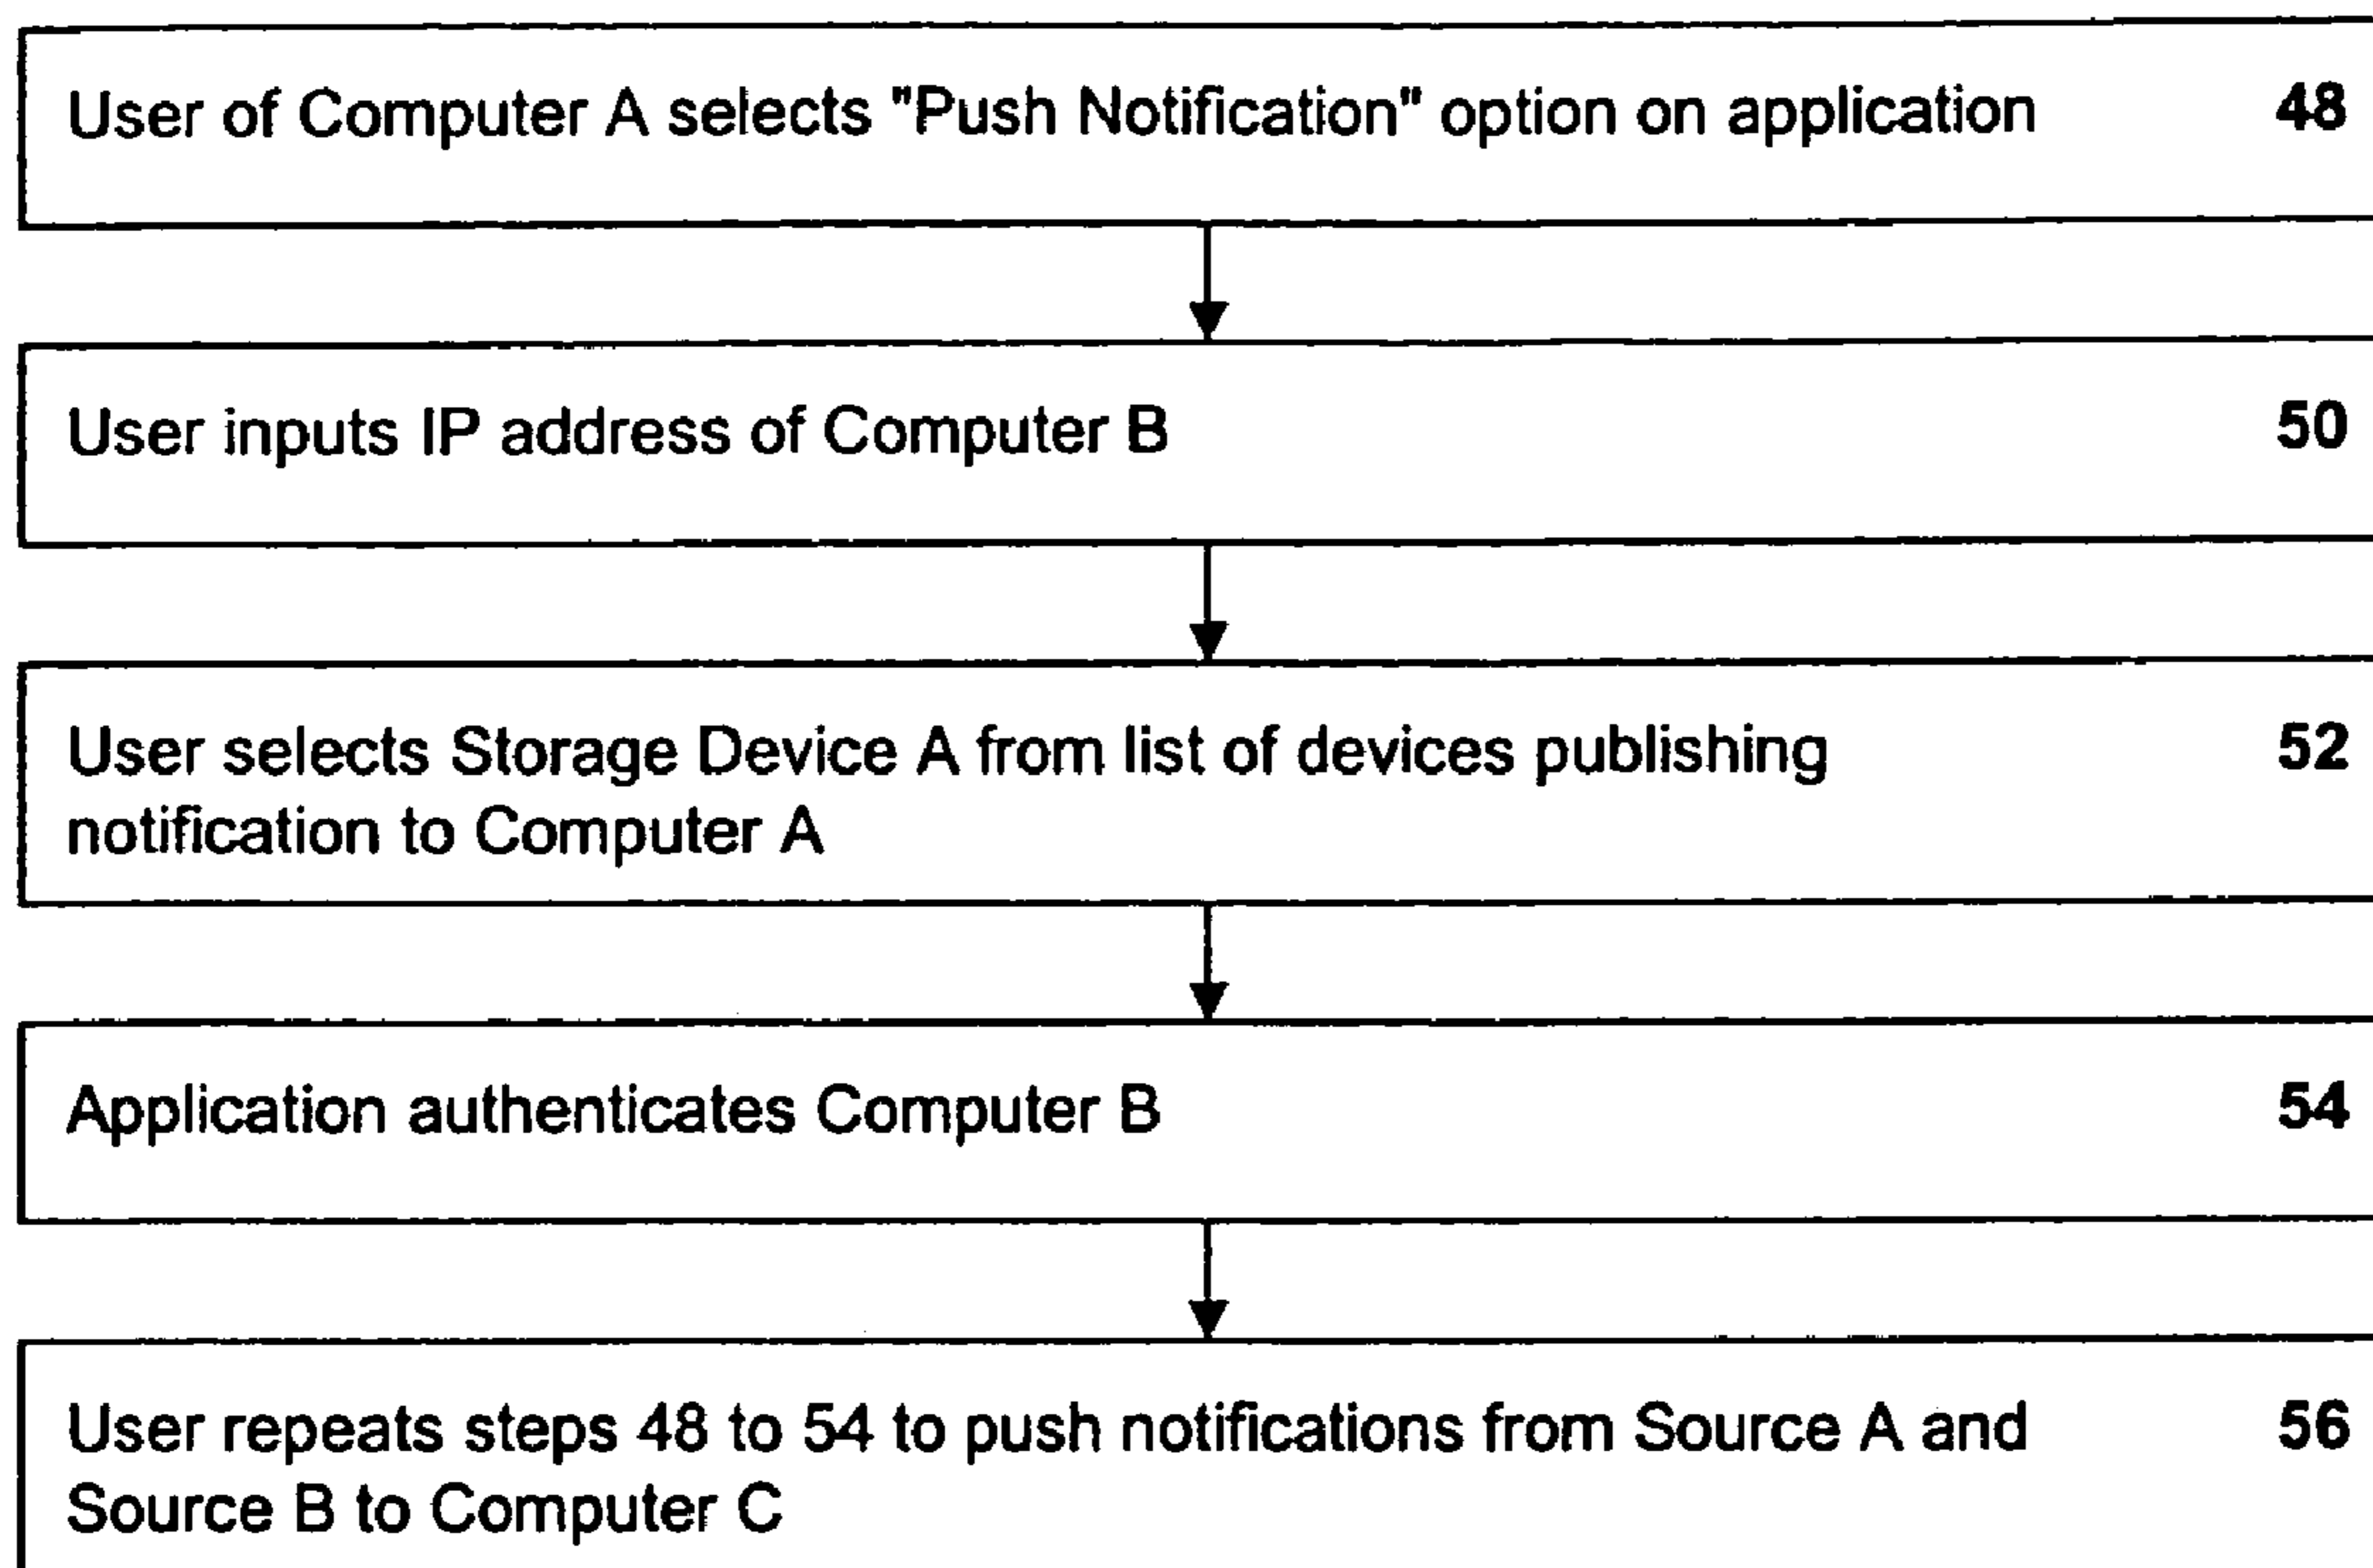 User of Computer A selects "Push Notification" option on application 48
User inputs IP address of Computer B 50
User selects Storage Device A from list of devices publishing 52
notification to Computer A
Application authenticates Computer B 54
User repeats steps 48 to 54 to push notifications from Source A and 56
Source B to Computer C